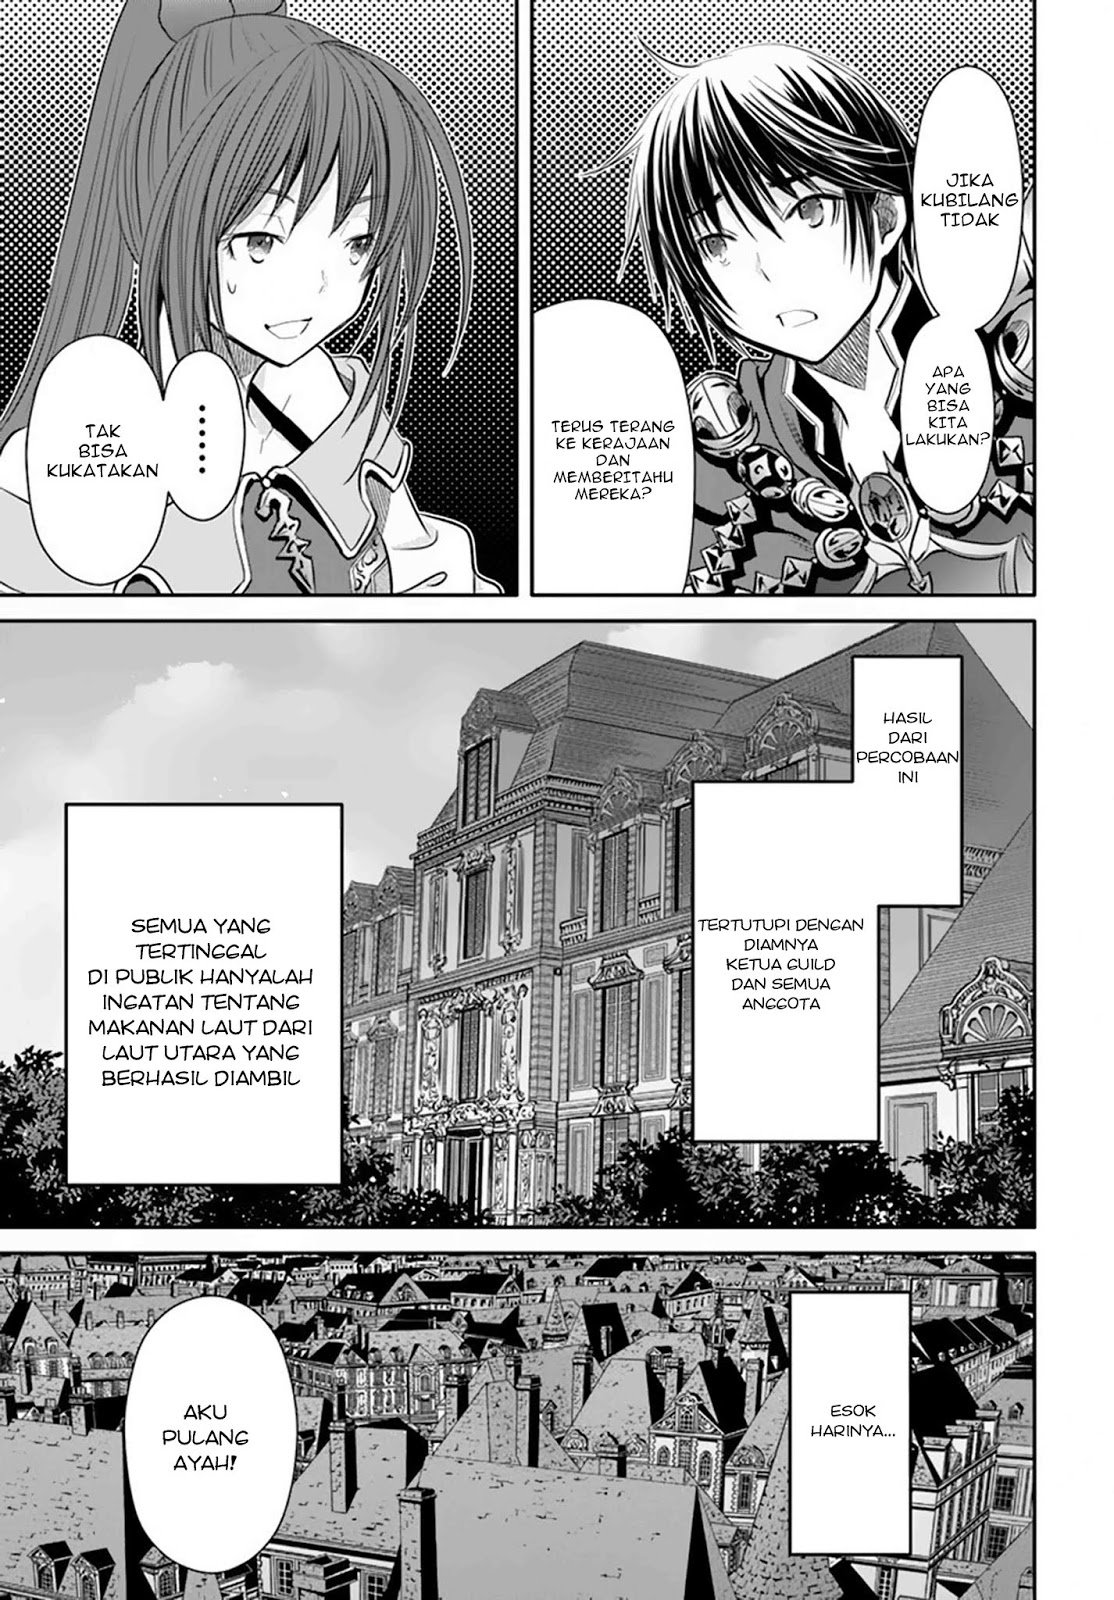 JIKA
KUBILANG
TIDAK
APA
YANG
BISA
KITA
LAKUKAN?
TERUS TERANG
KE KERAJAAN
DAN
MEMBERITAHU
MEREKA?
......
TAK
BISA
KUKATAKAN
HASIL
DARI
PERCOBAAN
INI
TERTUTUPI DENGAN
DIAMNYA
KETUA GUILD
DAN SEMUA
ANGGOTA
SEMUA YANG
TERTINGGAL
DI PUBLIK HANYALAH
INGATAN TENTANG
MAKANAN LAUT DARI
LAUT UTARA YANG
BERHASIL DIAMBIL
ESOK
HARINYA...
AKU
PULANG
AYAH!